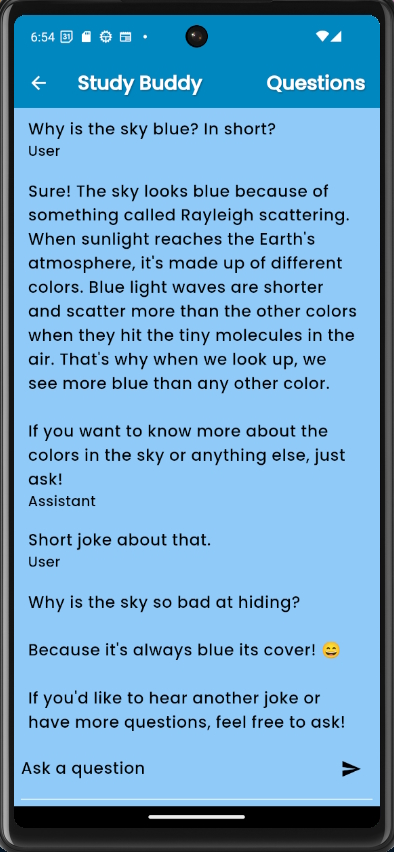 6:54 31
Study Buddy Questions
Why is the sky blue? In short?
User
Sure! The sky looks blue because of
something called Rayleigh scattering.
When sunlight reaches the Earth's
atmosphere, it's made up of different
colors. Blue light waves are shorter
and scatter more than the other colors
when they hit the tiny molecules in the
air. That's why when we look up, we
see more blue than any other color.
If you want to know more about the
colors in the sky or anything else, just
ask!
Assistant
Short joke about that.
User
Why is the sky so bad at hiding?
Because it's always blue its cover! 😄
If you'd like to hear another joke or
have more questions, feel free to ask!
Ask a question